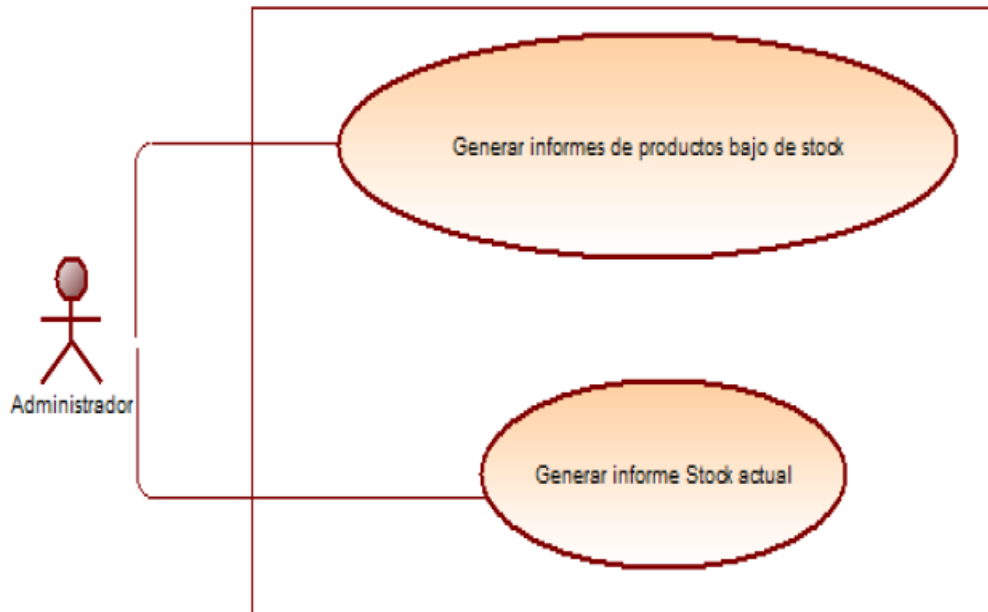 Generar informes de productos bajo de stock
Administrador
Generar informe Stock actual